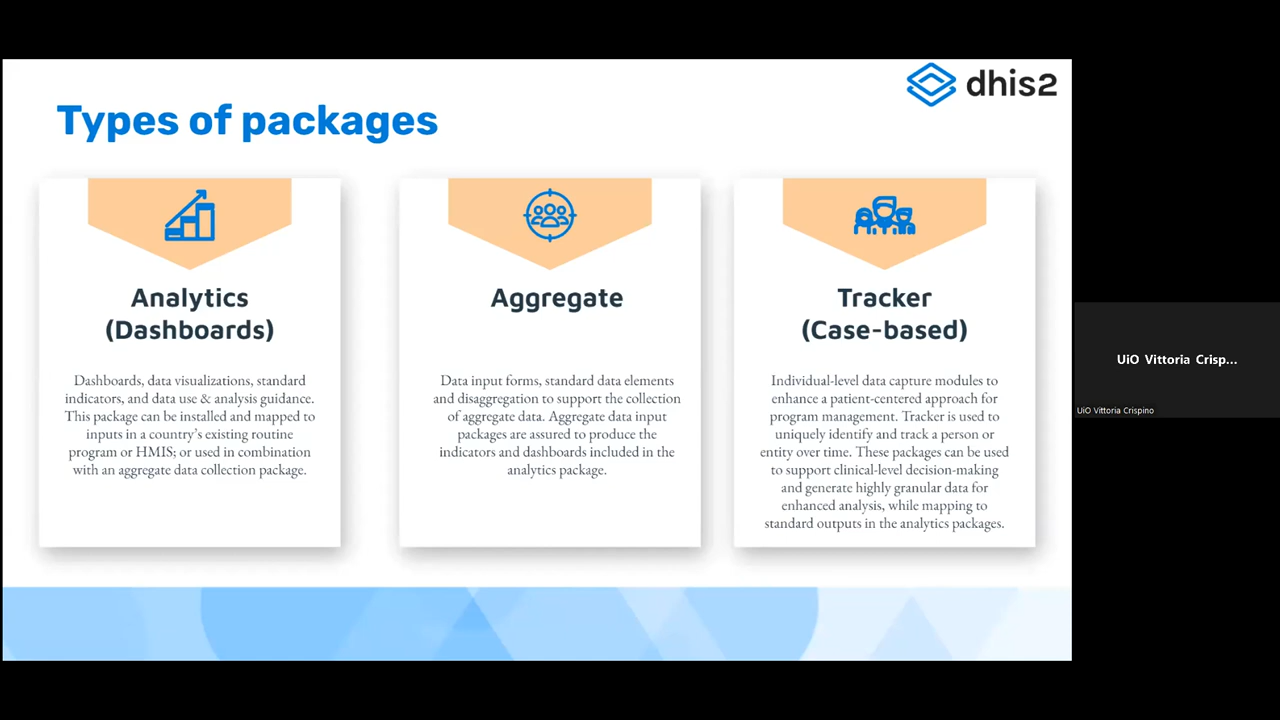 dhis2
Types of packages
Analytics
(Dashboards)
Dashboards, data visualizations, standard
indicators, and data use & analysis guidance.
This package can be installed and mapped to
inputs in a country’s existing routine
program or HMIS; or used in combination
with an aggregate data collection package.
Aggregate
Data input forms, standard data elements
and disaggregation to support the collection
of aggregate data. Aggregate data input
packages are assured to produce the
indicators and dashboards included in the
analytics package.
Tracker
(Case-based)
Individual-level data capture modules to
enhance a patient-centered approach for
program management. Tracker is used to
uniquely identify and track a person or
entity over time. These packages can be used
to support clinical-level decision-making
and generate highly granular data for
enhanced analysis, while mapping to
standard outputs in the analytics packages.
UiO Vittoria Crisp...
UiO Vittoria Crispino